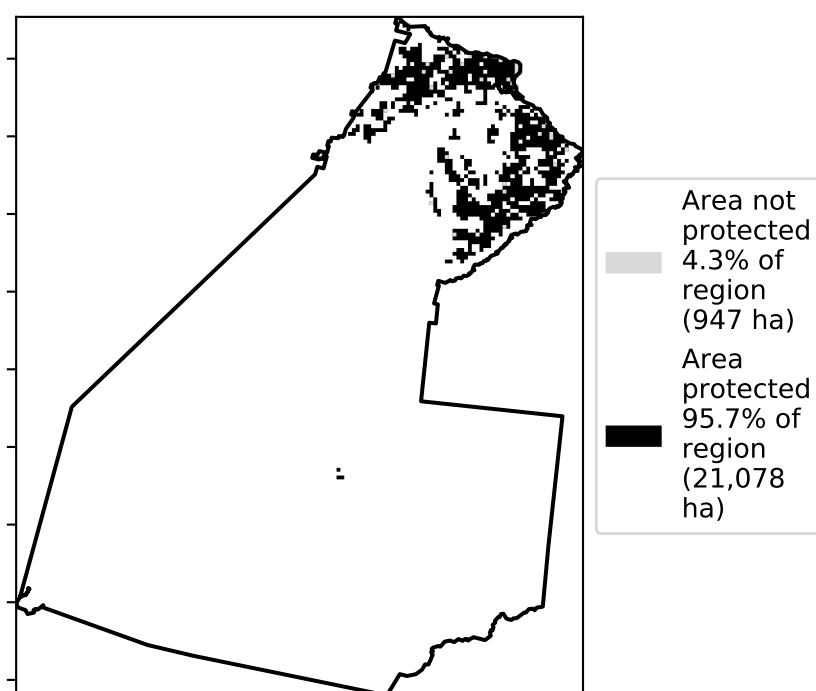 Area not
protected
4.3% of
region
(947 ha)
Area
protected
95.7% of
region
(21,078
ha)